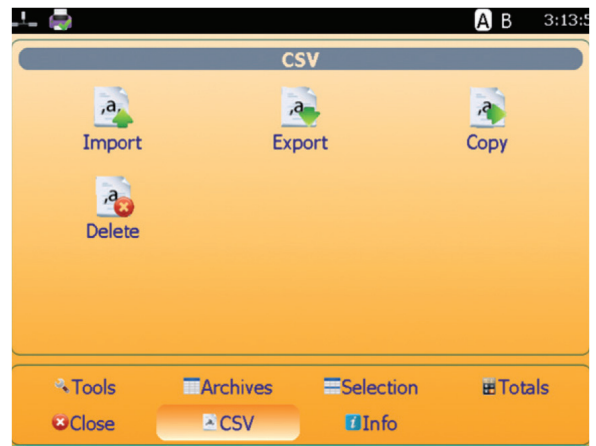 A B 3:13:5
CSV
,a, Import
,a, Export
,a, Copy
,a, Delete
Tools Archives Selection Totals
Close CSV Info